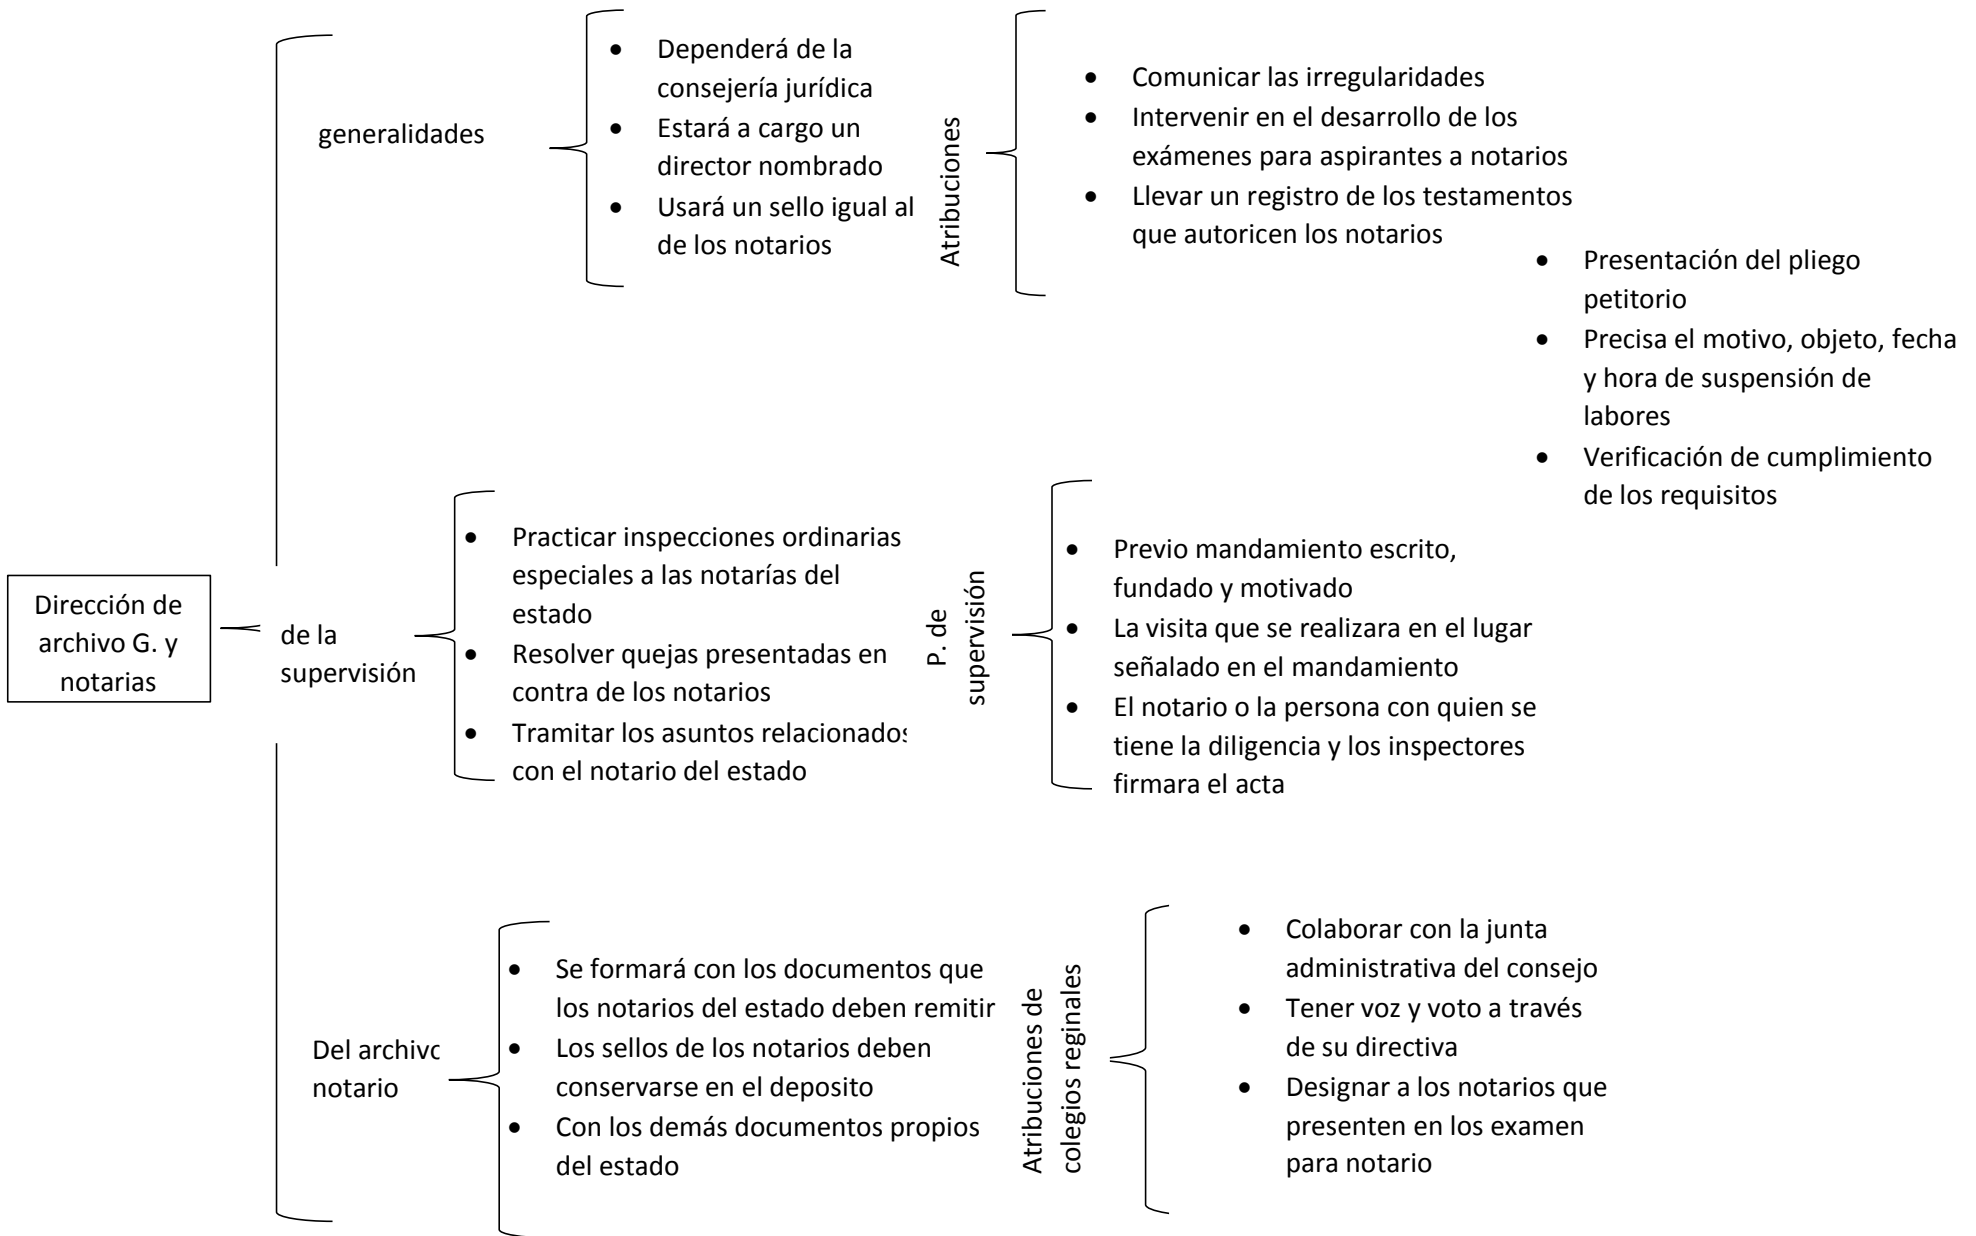 Dirección de
archivo G. y
notarias
generalidades
• Dependerá de la
consejería jurídica
• Estará a cargo un
director nombrado
• Usará un sello igual al
de los notarios
Atribuciones
• Comunicar las irregularidades
• Intervenir en el desarrollo de los
exámenes para aspirantes a notarios
• Llevar un registro de los testamentos
que autoricen los notarios
• Presentación del pliego
petitorio
• Precisa el motivo, objeto, fecha
y hora de suspensión de
labores
• Verificación de cumplimiento
de los requisitos
de la
supervisión
• Practicar inspecciones ordinarias
especiales a las notarías del
estado
• Resolver quejas presentadas en
contra de los notarios
• Tramitar los asuntos relacionados
con el notario del estado
P. de
supervisión
• Previo mandamiento escrito,
fundado y motivado
• La visita que se realizara en el lugar
señalado en el mandamiento
• El notario o la persona con quien se
tiene la diligencia y los inspectores
firmara el acta
Del archivo
notario
• Se formará con los documentos que
los notarios del estado deben remitir
• Los sellos de los notarios deben
conservarse en el deposito
• Con los demás documentos propios
del estado
Atribuciones de
colegios reginales
• Colaborar con la junta
administrativa del consejo
• Tener voz y voto a través
de su directiva
• Designar a los notarios que
presenten en los examen
para notario